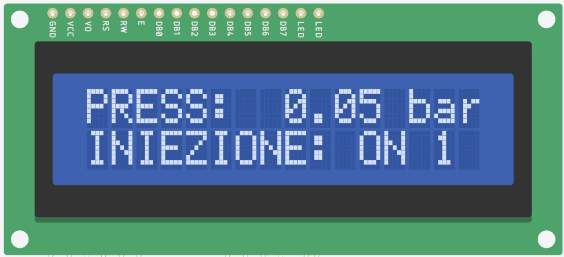 GND VCC VO RS RW E DB0 DB1 DB2 DB3 DB4 DB5 DB6 DB7 LED LED
PRESS: 0.05 bar
INIEZIONE: ON 1